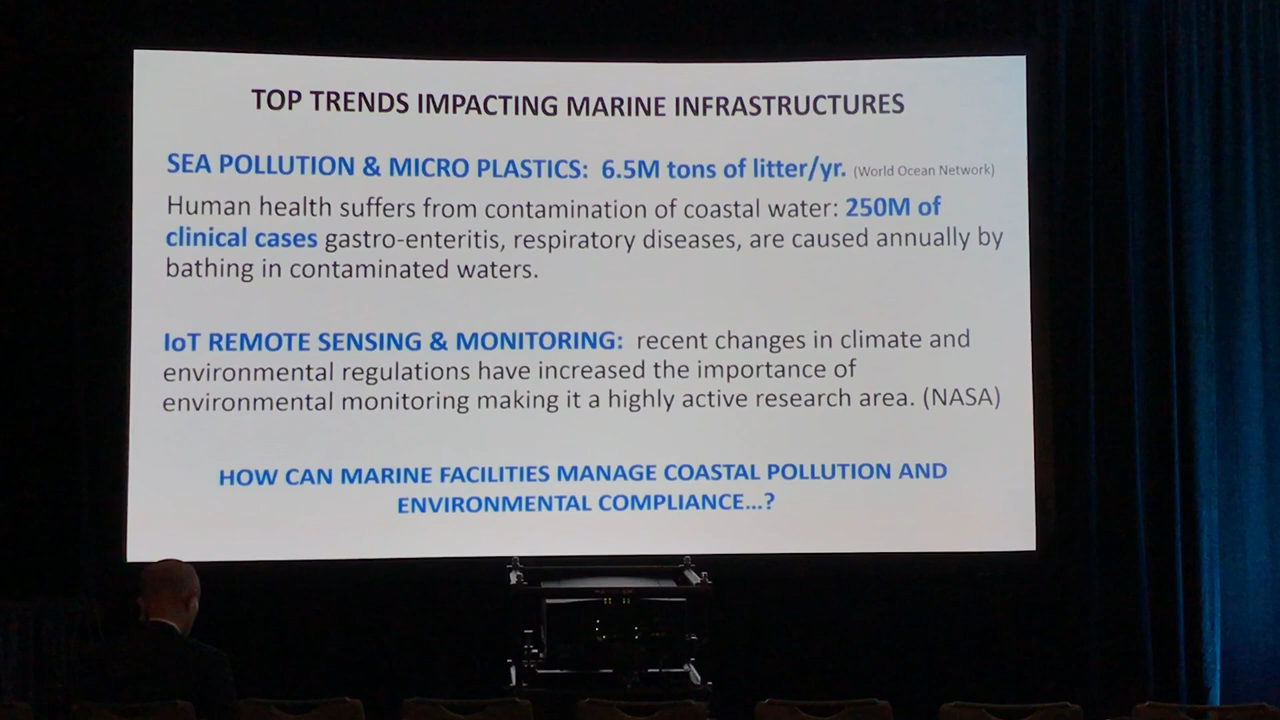 TOP TRENDS IMPACTING MARINE INFRASTRUCTURES
SEA POLLUTION & MICRO PLASTICS: 6.5M tons of litter/yr. (World Ocean Network)
Human health suffers from contamination of coastal water: 250M of
clinical cases gastro-enteritis, respiratory diseases, are caused annually by
bathing in contaminated waters.
IoT REMOTE SENSING & MONITORING: recent changes in climate and
environmental regulations have increased the importance of
environmental monitoring making it a highly active research area. (NASA)
HOW CAN MARINE FACILITIES MANAGE COASTAL POLLUTION AND
ENVIRONMENTAL COMPLIANCE...?